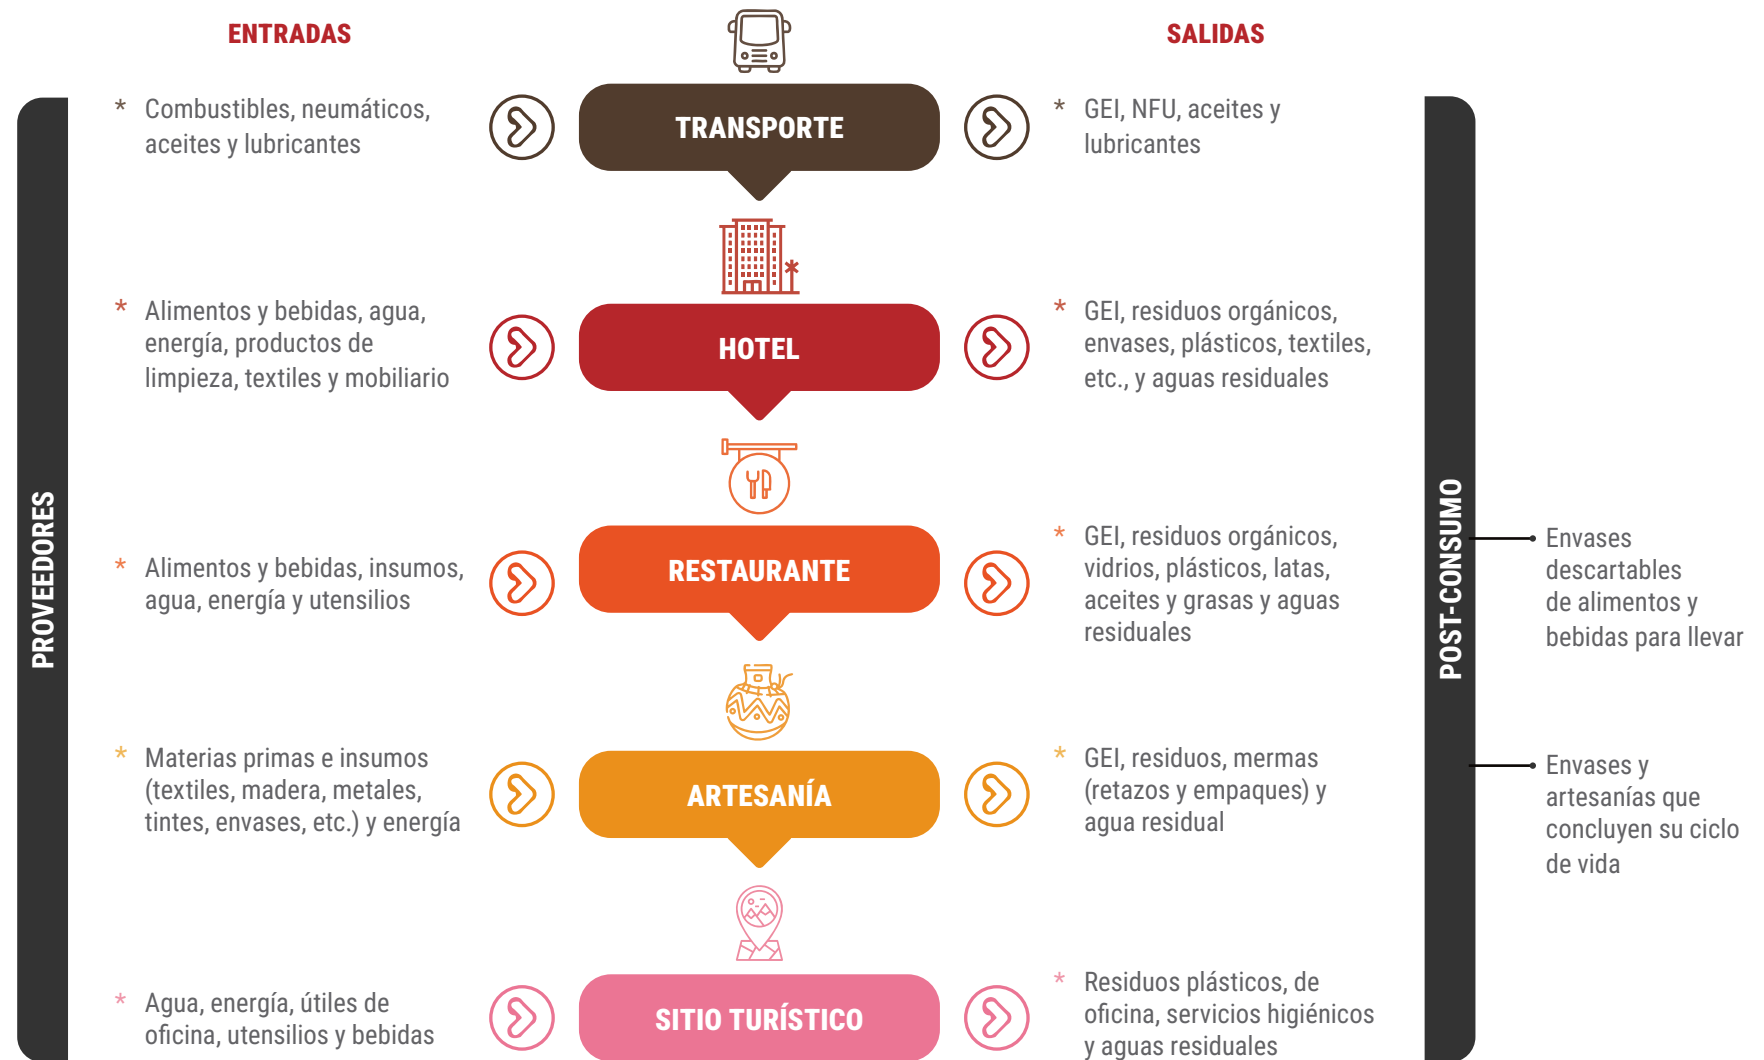 ENTRADAS
SALIDAS
PROVEEDORES
* Combustibles, neumáticos,
aceites y lubricantes
TRANSPORTE
* GEI, NFU, aceites y
lubricantes
* Alimentos y bebidas, agua,
energía, productos de
limpieza, textiles y mobiliario
HOTEL
* GEI, residuos orgánicos,
envases, plásticos, textiles,
etc., y aguas residuales
* Alimentos y bebidas, insumos,
agua, energía y utensilios
RESTAURANTE
* GEI, residuos orgánicos,
vidrios, plásticos, latas,
aceites y grasas y aguas
residuales
* Materias primas e insumos
(textiles, madera, metales,
tintes, envases, etc.) y energía
ARTESANÍA
* GEI, residuos, mermas
(retazos y empaques) y
agua residual
* Agua, energía, útiles de
oficina, utensilios y bebidas
SITIO TURÍSTICO
* Residuos plásticos, de
oficina, servicios higiénicos
y aguas residuales
POST-CONSUMO
Envases
descartables
de alimentos y
bebidas para llevar
Envases y
artesanías que
concluyen su ciclo
de vida